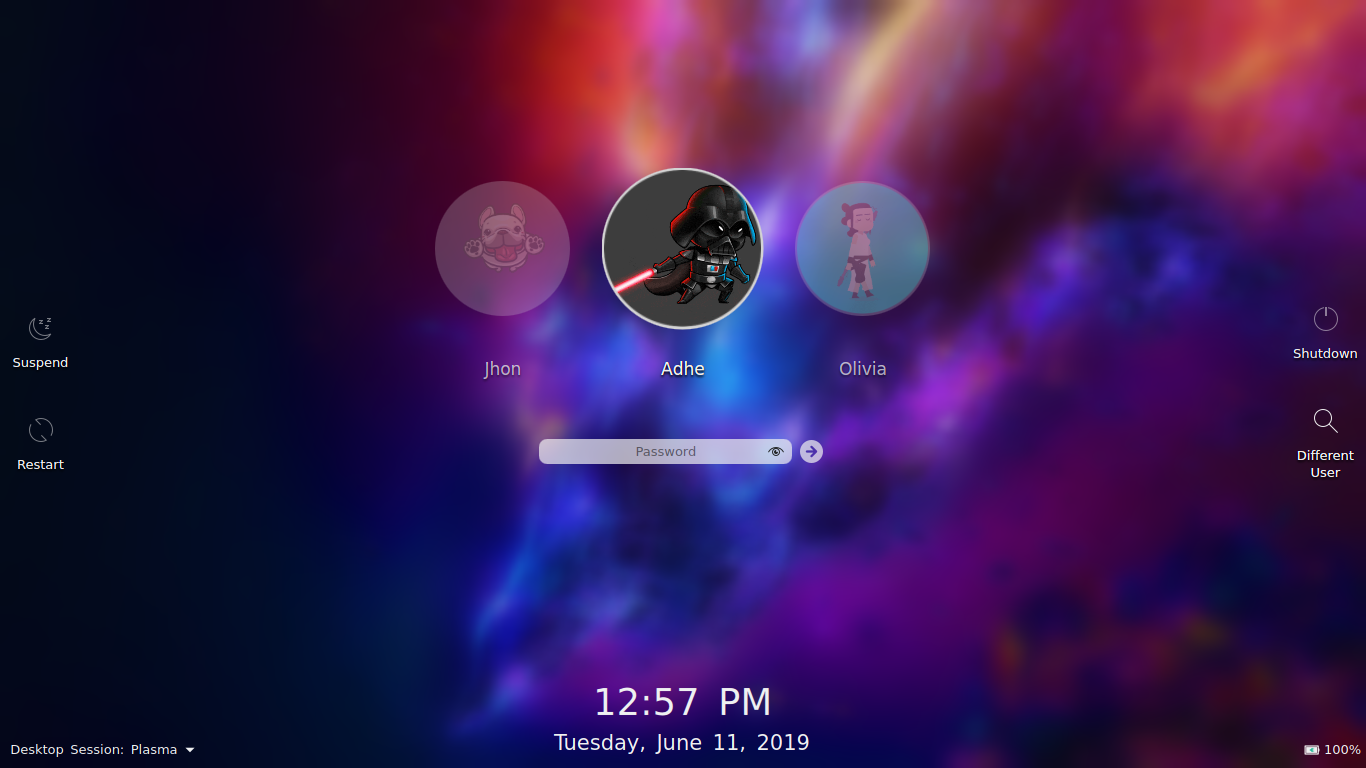 Jhon
Adhe
Olivia
Suspend
Shutdown
Restart
Password
Different
User
12:57 PM
Tuesday, June 11, 2019
Desktop Session: Plasma
100%